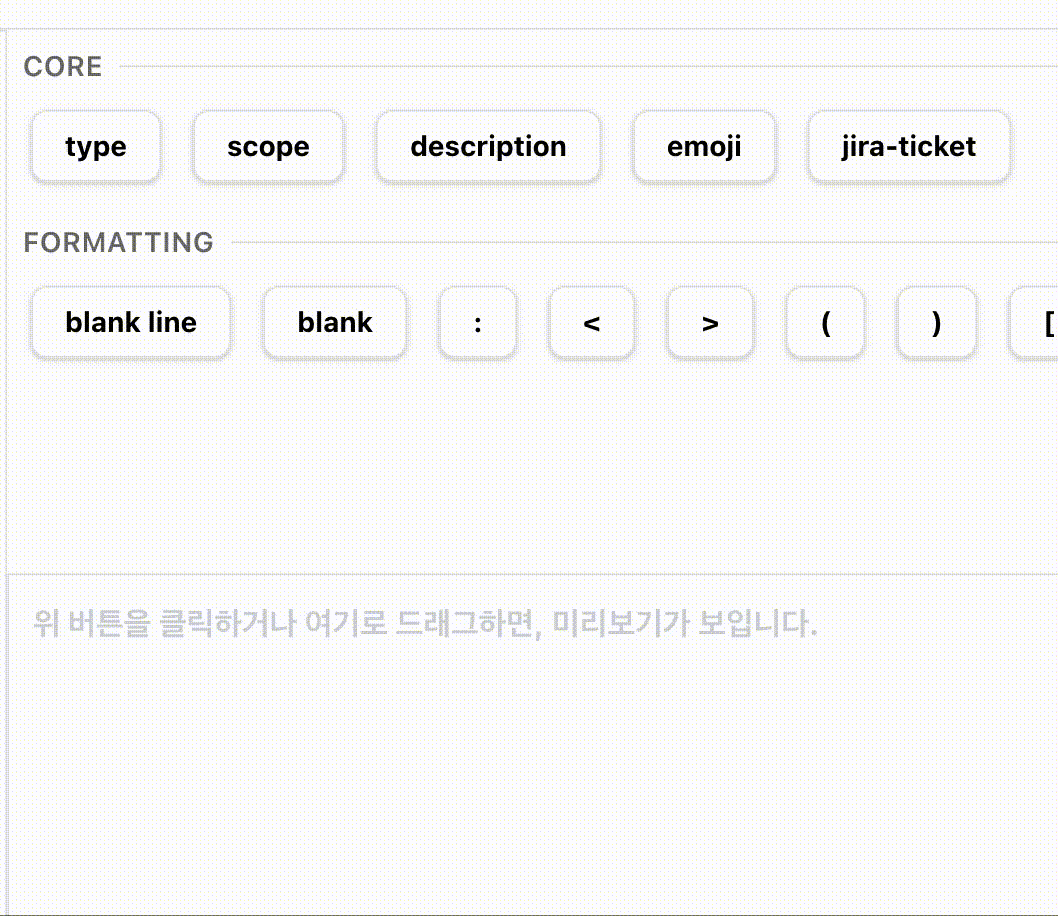 CORE
type scope description emoji jira-ticket
FORMATTING
blank line blank : < > ( ) [
위 버튼을 클릭하거나 여기로 드래그하면, 미리보기가 보입니다.